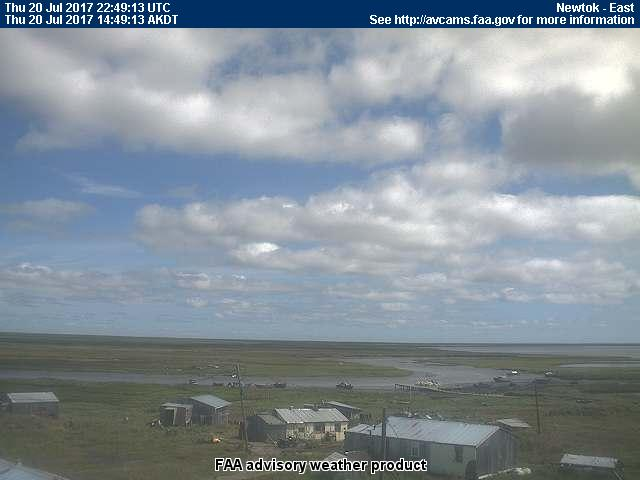 Thu 20 Jul 2017 22:49:13 UTC
Newtok - East
Thu 20 Jul 2017 14:49:13 AKDT
See http://avcams.faa.gov for more information
FAA advisory weather product